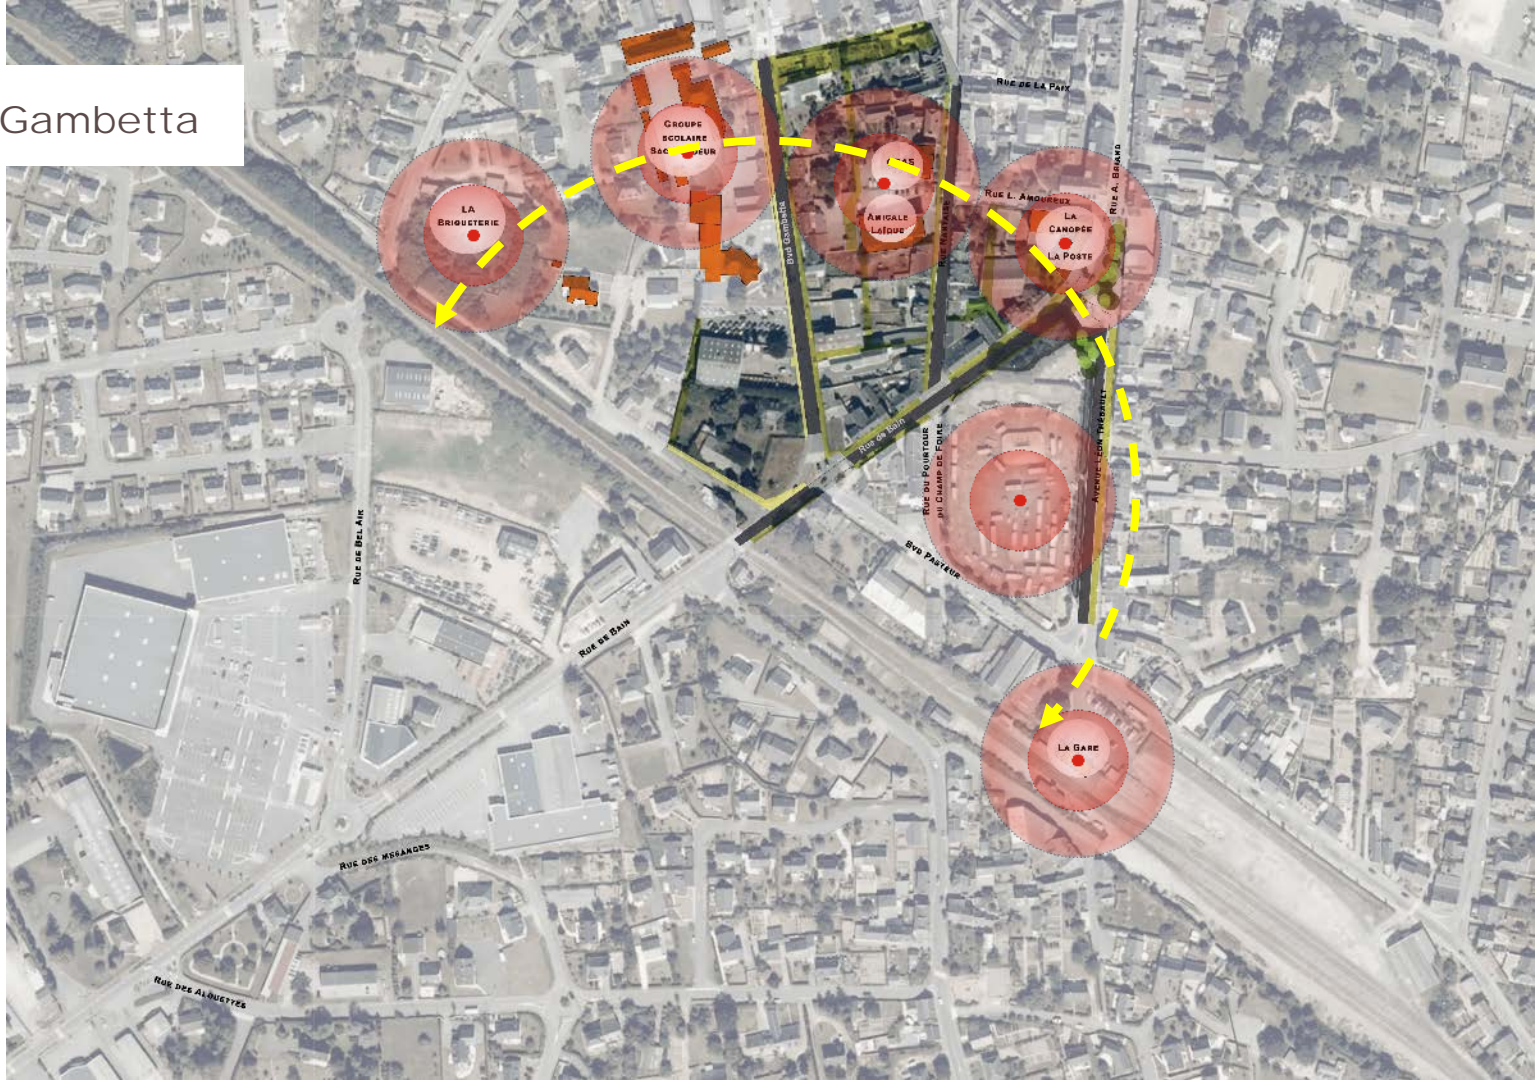 Gambetta
RUE DE LA PAIX
GROUPE
SCOLAIRE
LA
BRIQUETERIE
AMICALE
LAÏQUE
RUE L. AMOUREUX
RUE A. BRIAND
LA
CANOPÉE
LA POSTE
Bvd Gambetta
Rue de Bain
RUE DU POURTOUR
DU CHAMP DE FOIRE
AVENUE LÉON THÉBAULT
BVD PASTEUR
RUE DE BEL AIR
RUE DE BAIN
LA GARE
RUE DES MESANGES
RUE DES ALOUETTES